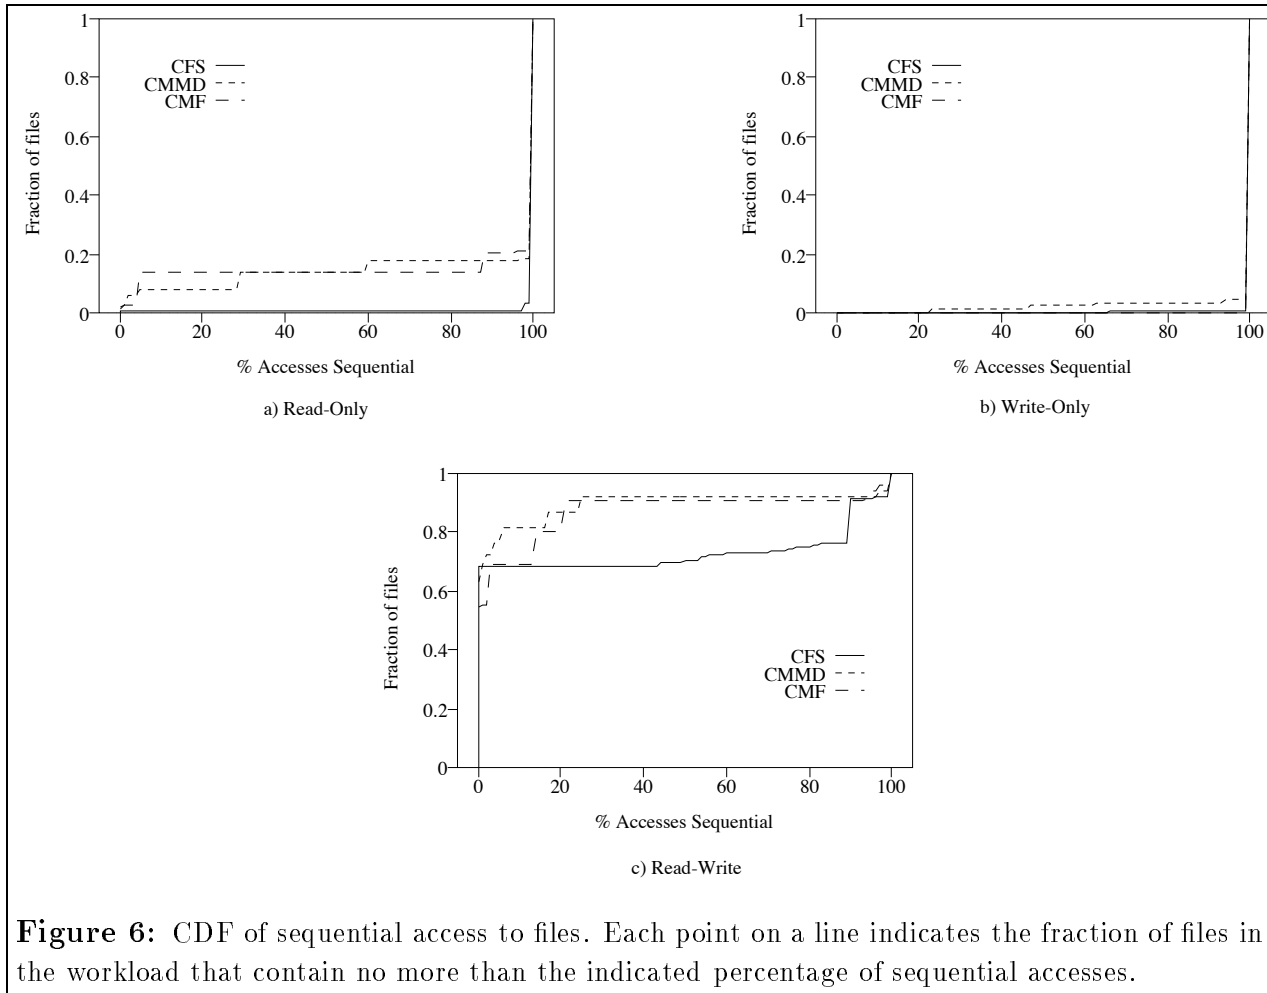 1
0.8
0.6
0.4
0.2
0
Fraction of files
CFS
CMMD
CMF
0 20 40 60 80 100
% Accesses Sequential
a) Read-Only
1
0.8
0.6
0.4
0.2
0
Fraction of files
CFS
CMMD
CMF
0 20 40 60 80 100
% Accesses Sequential
b) Write-Only
1
0.8
0.6
0.4
0.2
0
Fraction of files
CFS
CMMD
CMF
0 20 40 60 80 100
% Accesses Sequential
c) Read-Write
Figure 6: CDF of sequential access to files. Each point on a line indicates the fraction of files in
the workload that contain no more than the indicated percentage of sequential accesses.